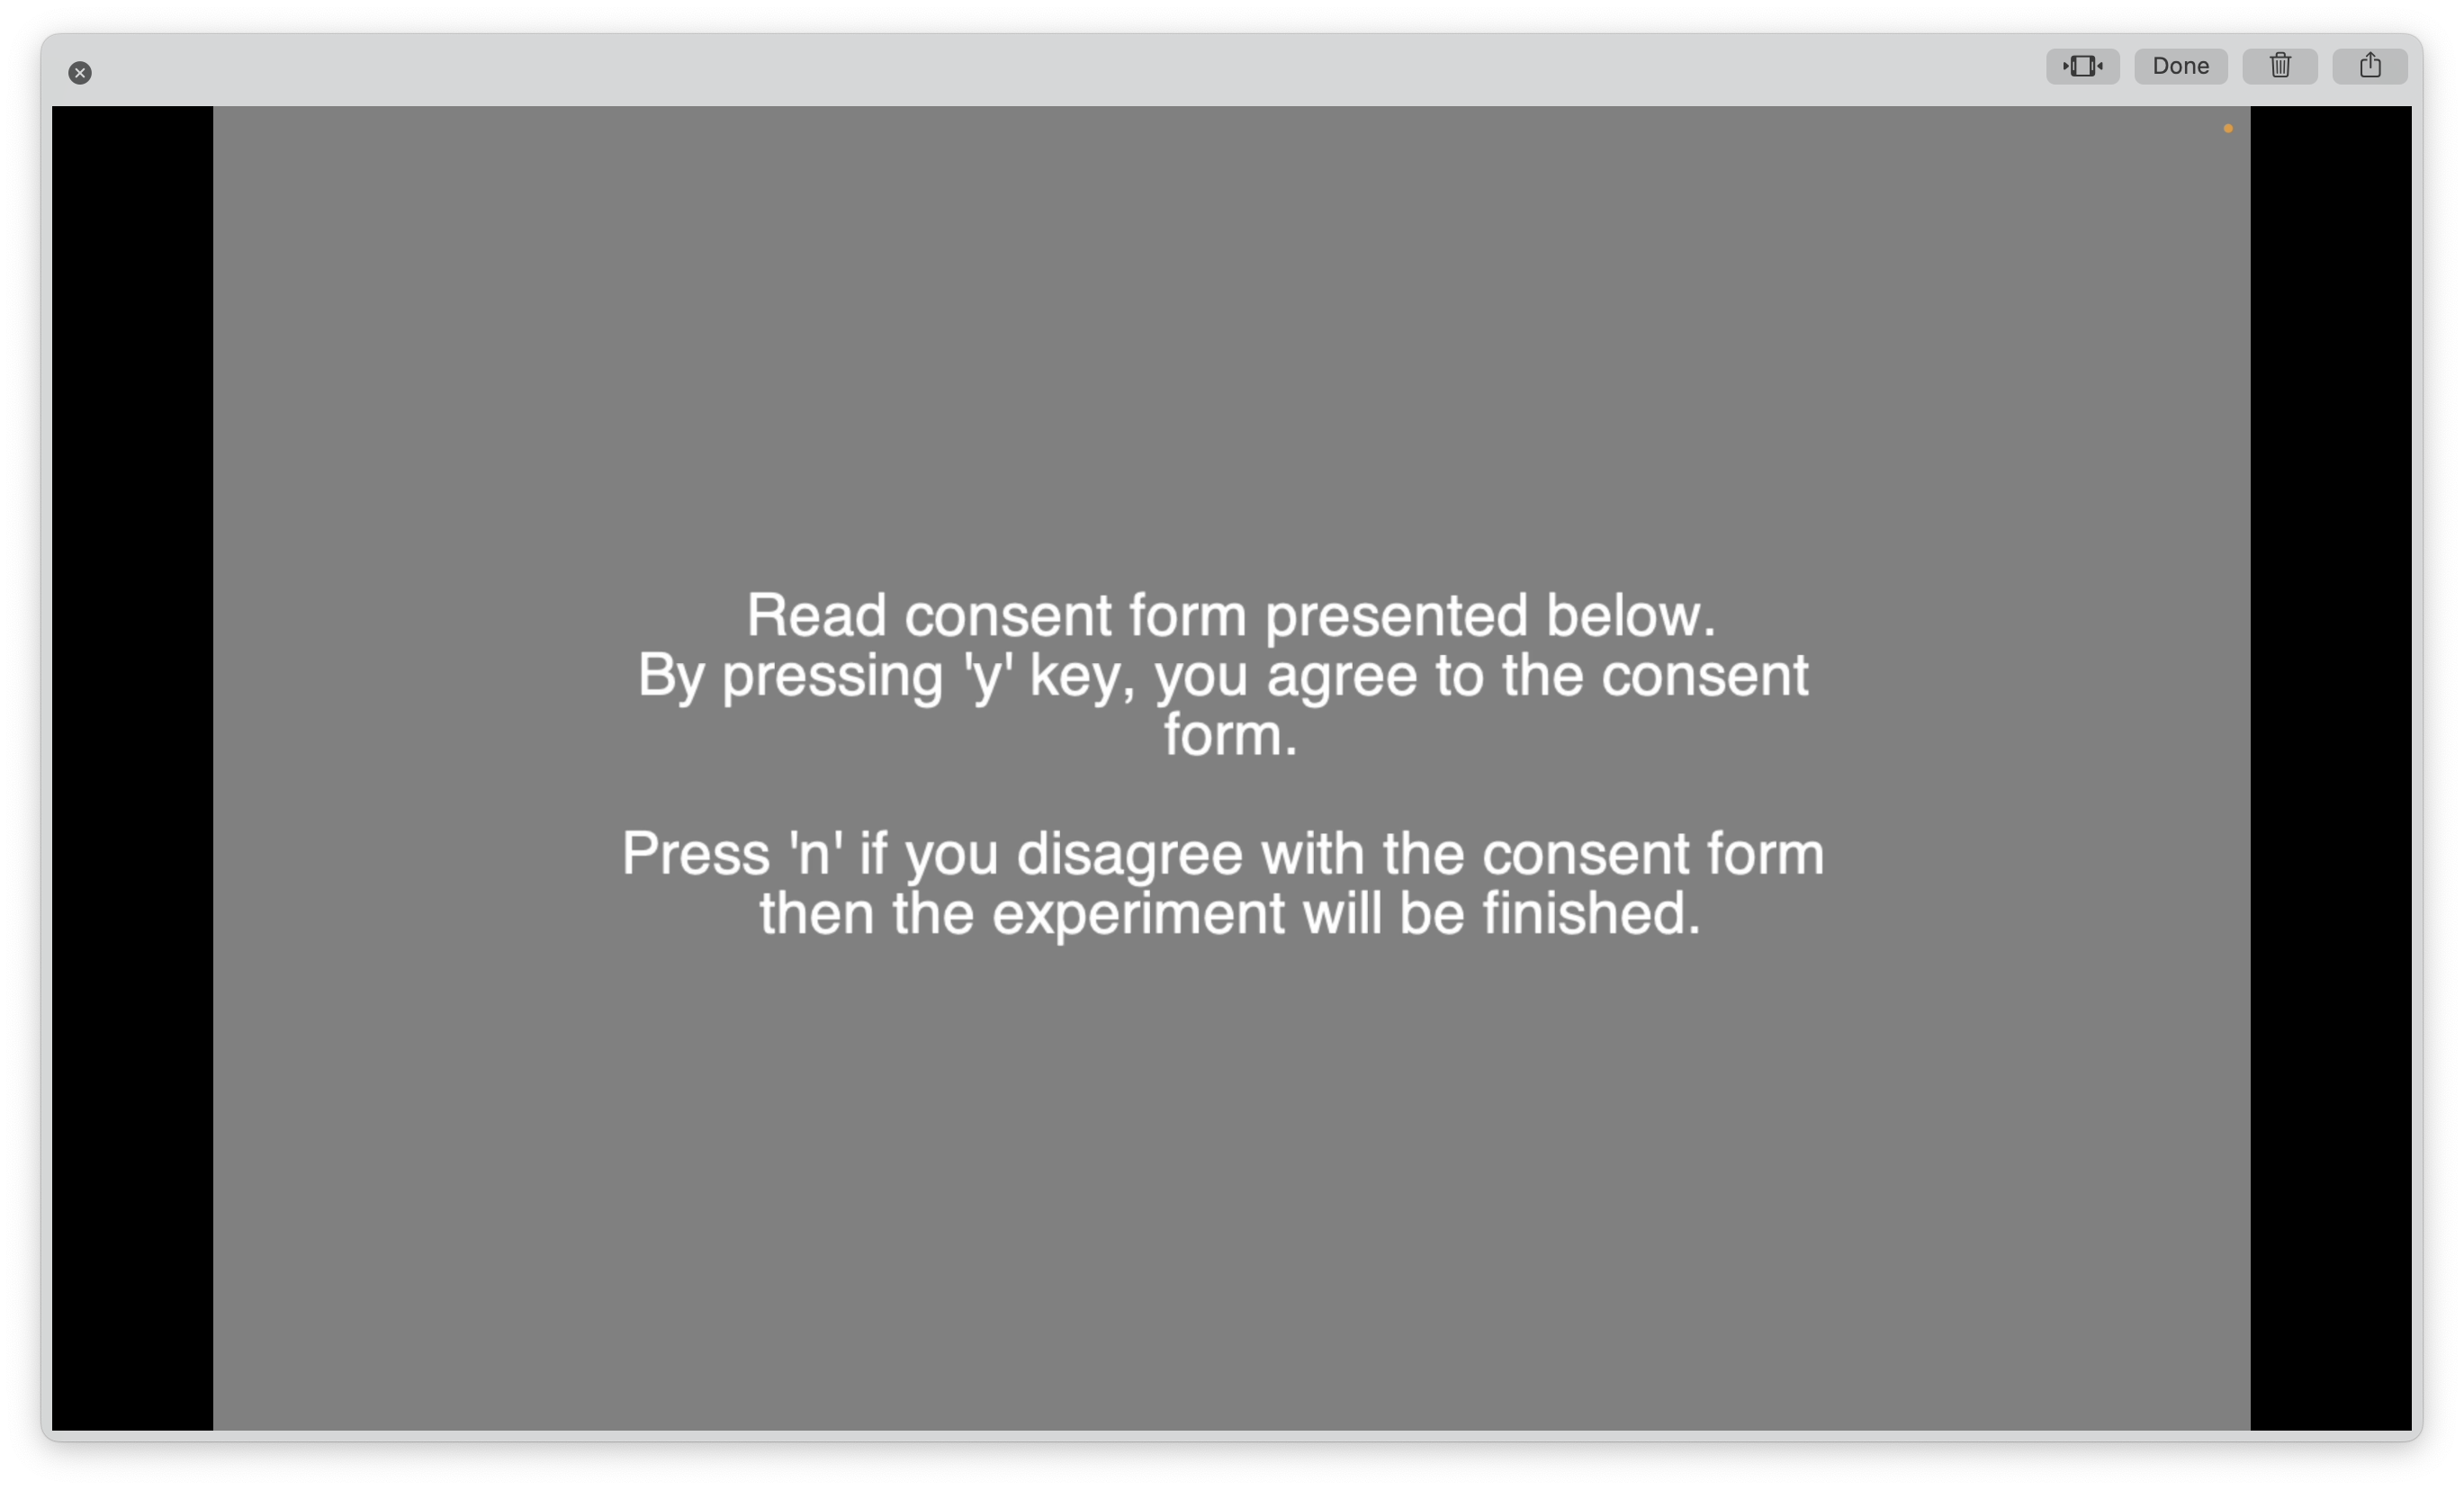 Done
Read consent form presented below.
By pressing 'y' key, you agree to the consent
form.
Press 'n' if you disagree with the consent form
then the experiment will be finished.